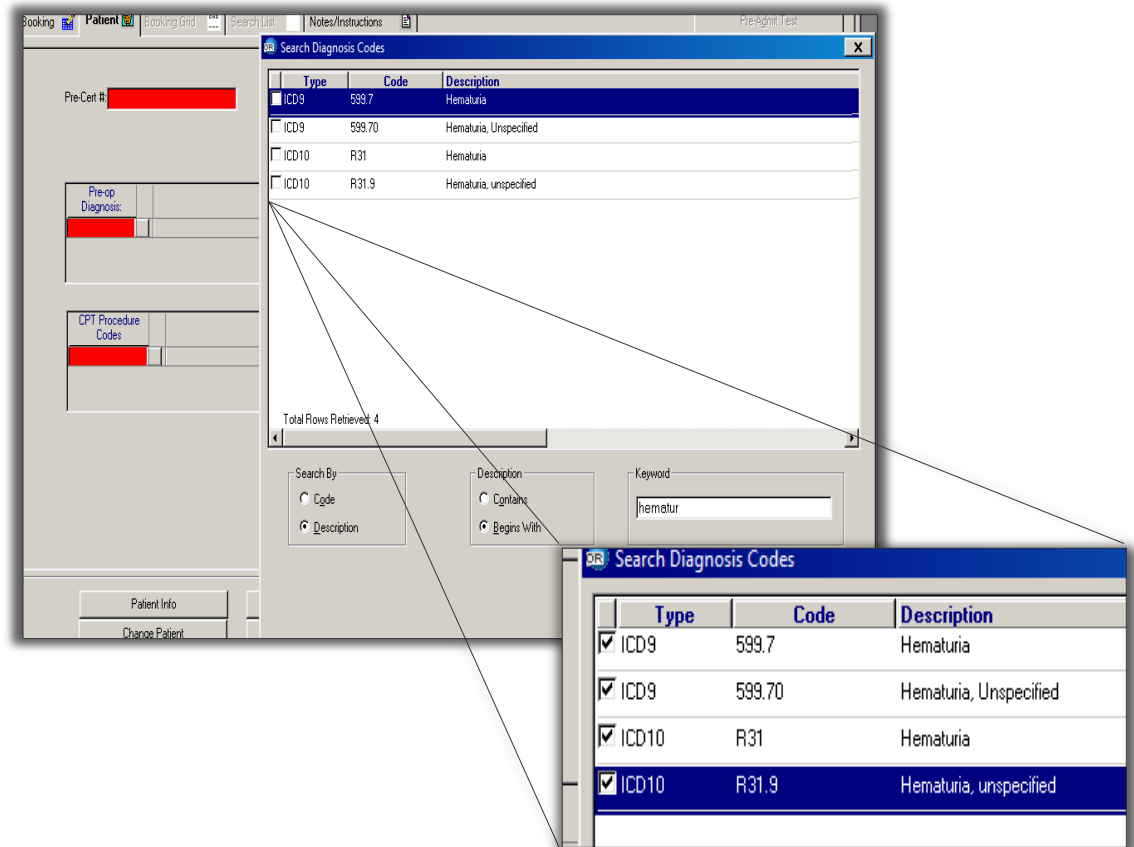 Booking Patient Booking Grid Search List Notes/Instructions Pre-Admit Test
OR Search Diagnosis Codes X
Pre-Cert #:
Type Code Description
ICD9 599.7 Hematuria
ICD9 599.70 Hematuria, Unspecified
ICD10 R31 Hematuria
ICD10 R31.9 Hematuria, unspecified
Pre-op
Diagnosis:
CPT Procedure
Codes
Total Rows Retrieved: 4
Search By Description Keyword
Code Contains hematur
Description Begins With
Patient Info
Change Patient
OR Search Diagnosis Codes
Type Code Description
ICD9 599.7 Hematuria
ICD9 599.70 Hematuria, Unspecified
ICD10 R31 Hematuria
ICD10 R31.9 Hematuria, unspecified